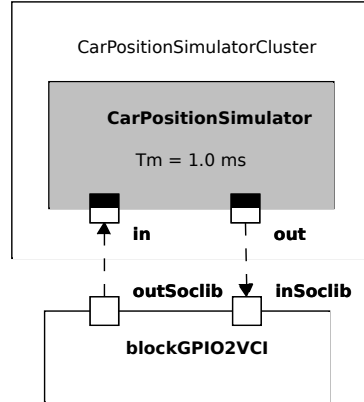 CarPositionSimulatorCluster
CarPositionSimulator
Tm = 1.0 ms
in
out
outSoclib
inSoclib
blockGPIO2VCI